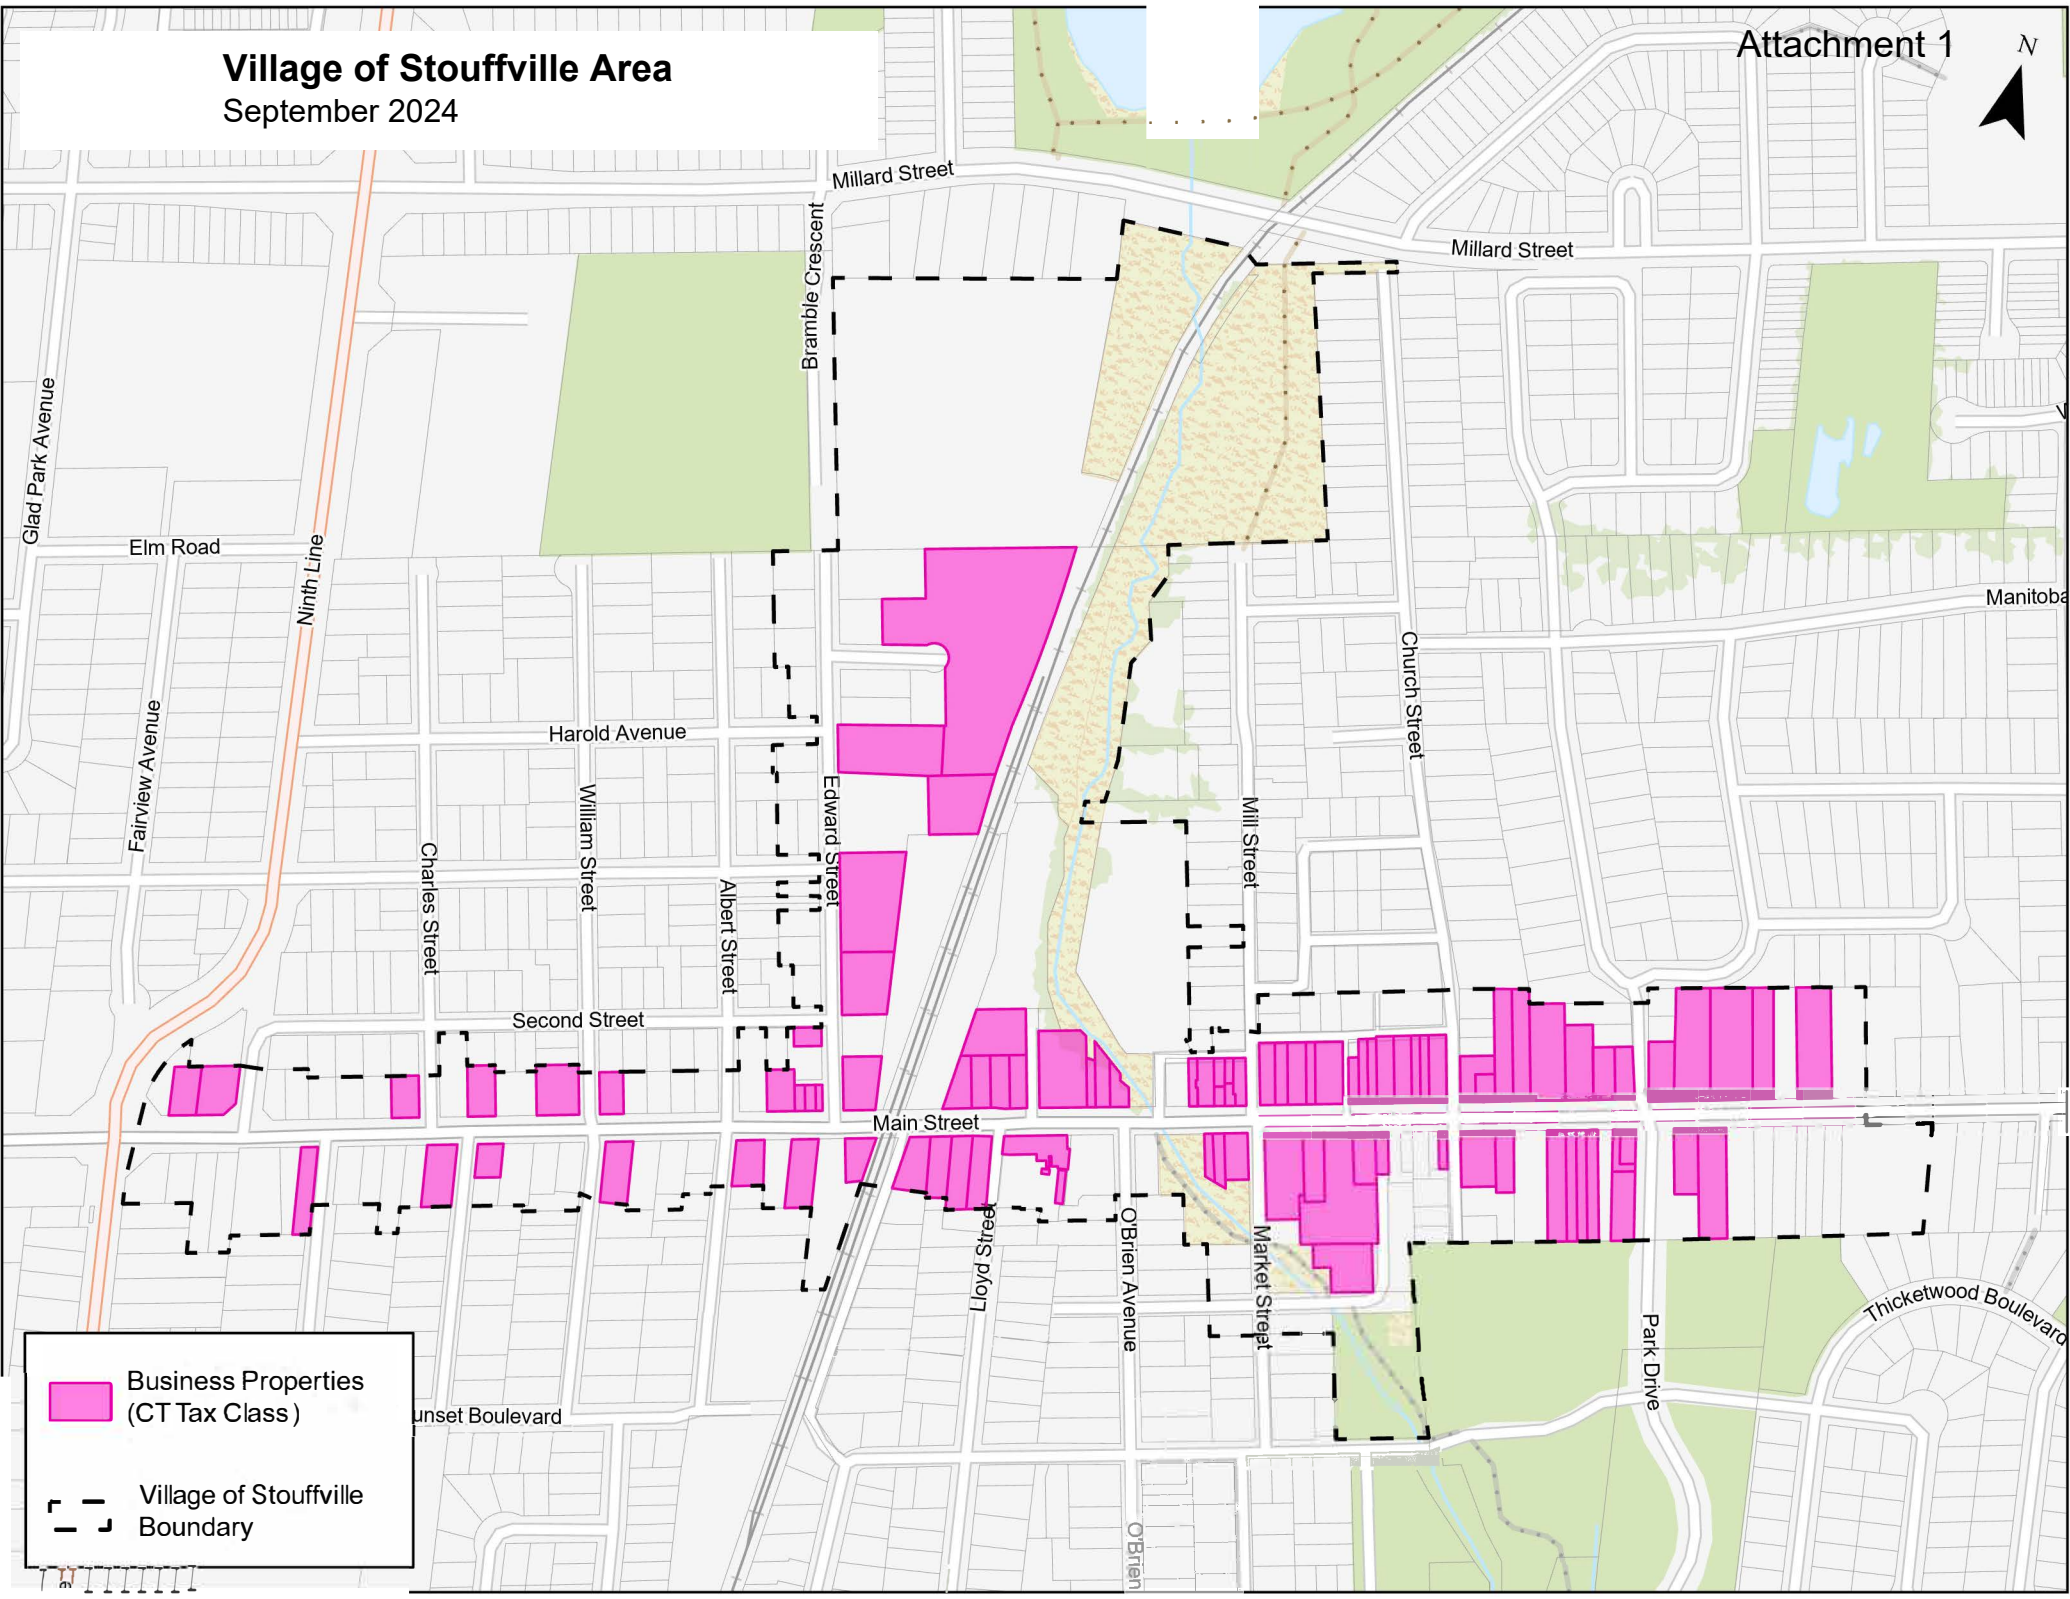 Village of Stouffville Area
September 2024
Attachment 1
N
Millard Street
Millard Street
Bramble Crescent
Glad Park Avenue
Elm Road
Ninth Line
Manitoba
Church Street
Fairview Avenue
Harold Avenue
Edward Street
William Street
Mill Street
Charles Street
Albert Street
Second Street
Main Street
Lloyd Street
O'Brien Avenue
Market Street
Thicketwood Boulevard
Park Drive
Business Properties
(CT Tax Class)
unset Boulevard
Village of Stouffville
Boundary
O'Brien